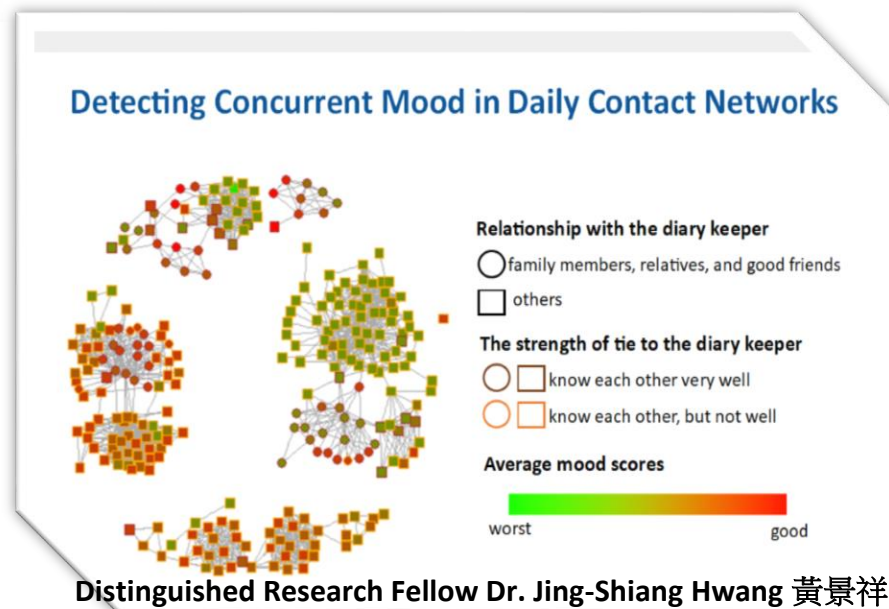 Detecting Concurrent Mood in Daily Contact Networks
Relationship with the diary keeper
family members, relatives, and good friends
others
The strength of tie to the diary keeper
know each other very well
know each other, but not well
Average mood scores
worst
good
Distinguished Research Fellow Dr. Jing-Shiang Hwang 黃景祥